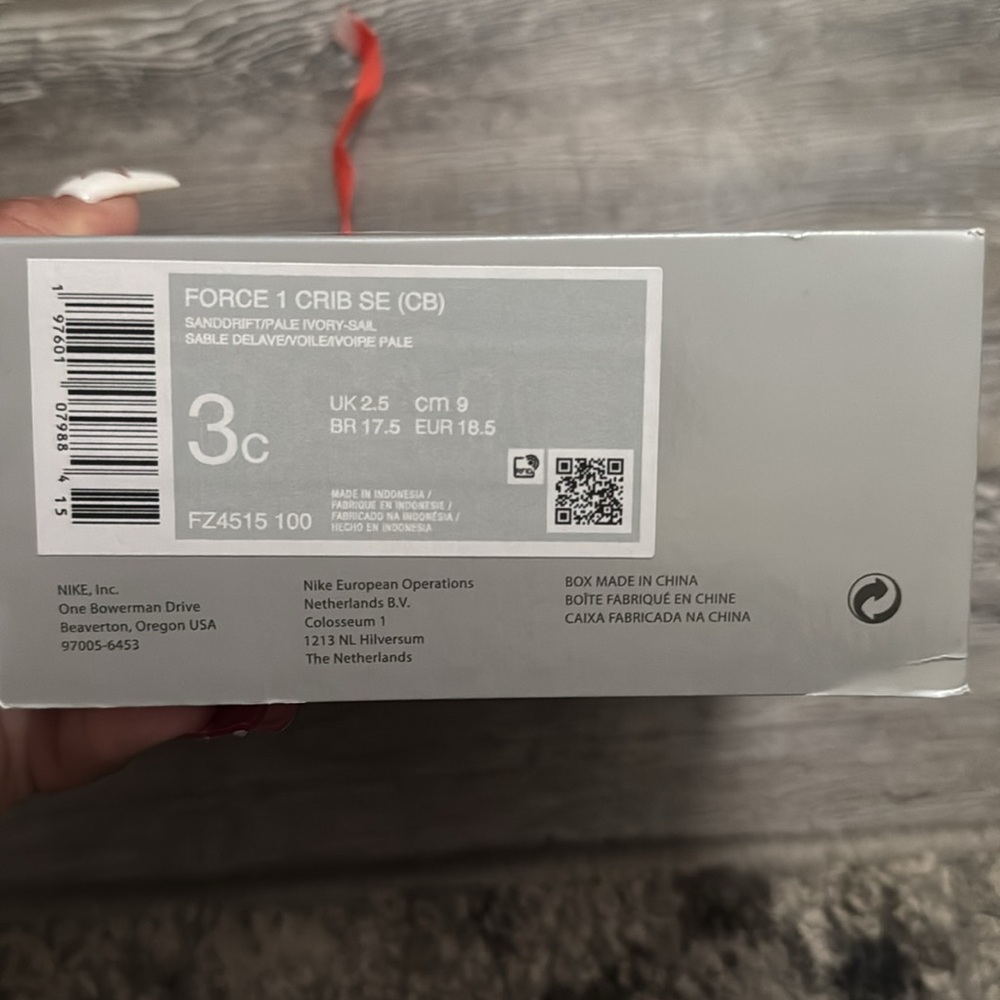 FORCE 1 CRIB SE (CB)
SANDDRIFT/PALE IVORY-SAIL
SABLE DELAVE/VOILE/IVOIRE PALE
3C
UK 2.5 cm 9
BR 17.5 EUR 18.5
RFID
MADE IN INDONESIA /
FABRIQUE EN INDONESIE /
FABRICADO NA INDONÉSIA /
HECHO EN INDONESIA
FZ4515 100
1 97601 07988 4 15
NIKE, Inc.
One Bowerman Drive
Beaverton, Oregon USA
97005-6453
Nike European Operations
Netherlands B.V.
Colosseum 1
1213 NL Hilversum
The Netherlands
BOX MADE IN CHINA
BOÎTE FABRIQUÉ EN CHINE
CAIXA FABRICADA NA CHINA